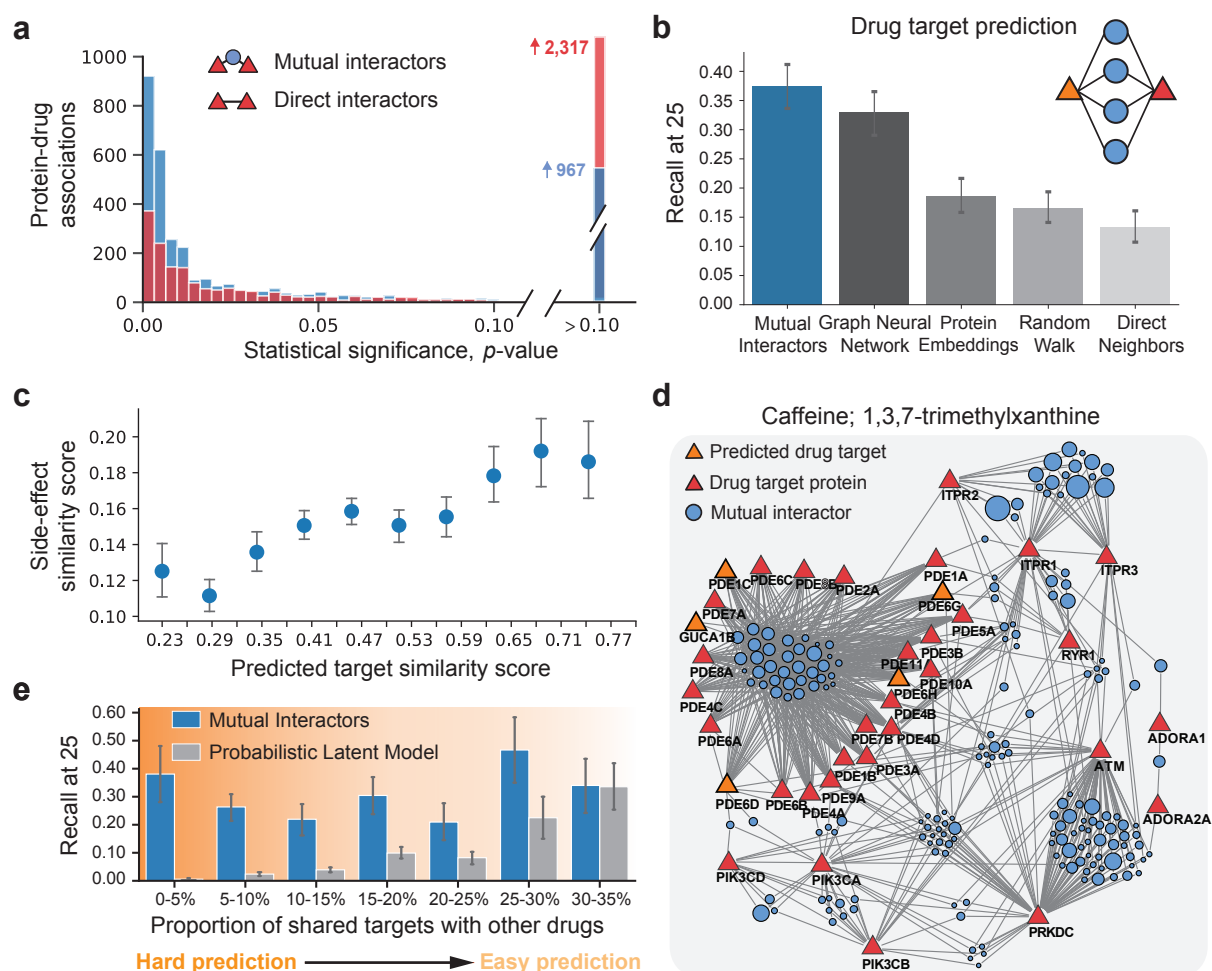 a
1000
800
600
400
200
0
Protein-drug
associations
Mutual interactors
Direct interactors
2,317
967
0.00
0.05
0.10
> 0.10
Statistical significance, p-value
b
Drug target prediction
Recall at 25
0.40
0.35
0.30
0.25
0.20
0.15
0.10
0.05
0.00
Mutual
Interactors
Graph Neural
Network
Protein
Embeddings
Random
Walk
Direct
Neighbors
c
Side-effect
similarity score
0.20
0.18
0.16
0.14
0.12
0.10
0.23 0.29 0.35 0.41 0.47 0.53 0.59 0.65 0.71 0.77
Predicted target similarity score
d
Caffeine; 1,3,7-trimethylxanthine
Predicted drug target
Drug target protein
Mutual interactor
ITPR2
ITPR1
ITPR3
PDE1C
PDE6C
PDE2A
PDE1A
PDE6G
PDE7A
PDE5A
GUCA1B
PDE3B
RYR1
PDE8A
PDE11
PDE10A
PDE6H
PDE4C
PDE4B
PDE6A
PDE7B
PDE4D
ADORA1
ATM
PDE1B
PDE3A
PDE6D
PDE6B
PDE9A
PDE4A
ADORA2A
PIK3CD
PIK3CA
PRKDC
PIK3CB
e
0.60
0.50
0.40
0.30
0.20
0.10
0.00
Recall at 25
Mutual Interactors
Probabilistic Latent Model
0-5% 5-10% 10-15% 15-20% 20-25% 25-30% 30-35%
Proportion of shared targets with other drugs
Hard prediction
Easy prediction